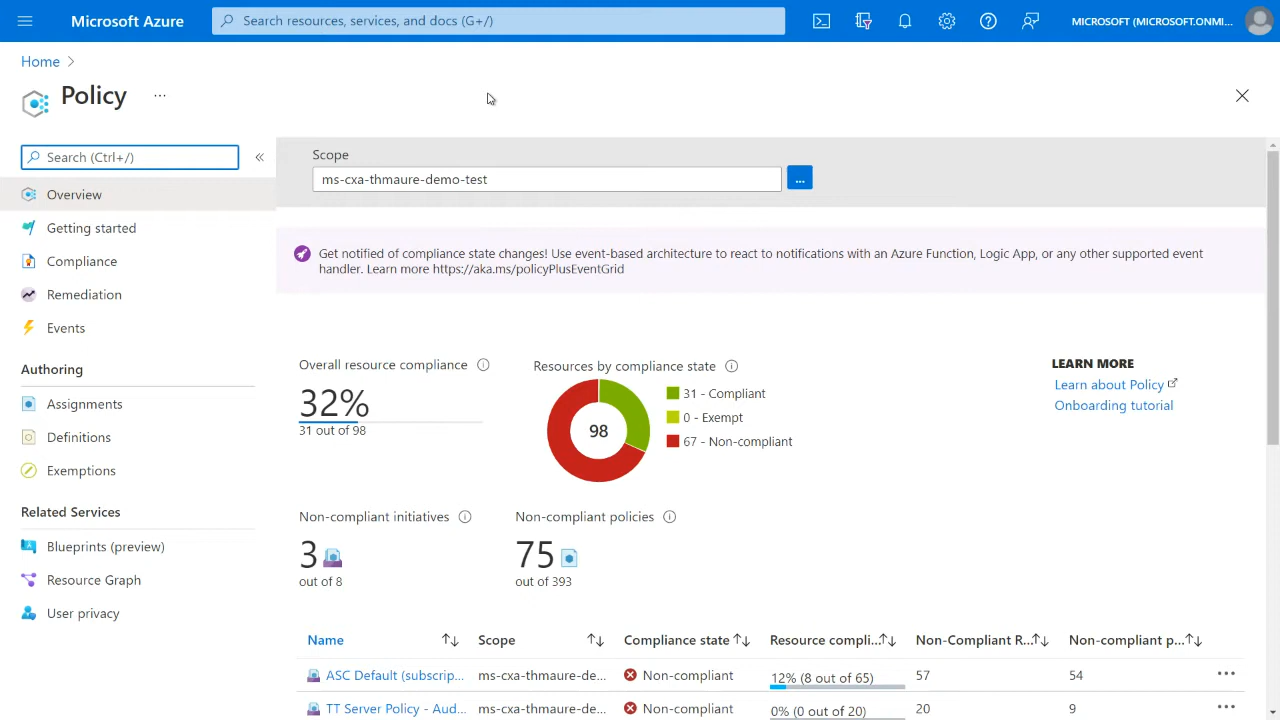 Microsoft Azure
Search resources, services, and docs (G+/)
MICROSOFT (MICROSOFT.ONMI...
Home
Policy
...
Search (Ctrl+/)
«
Overview
Getting started
Compliance
Remediation
Events
Authoring
Assignments
Definitions
Exemptions
Related Services
Blueprints (preview)
Resource Graph
User privacy
Scope
ms-cxa-thmaure-demo-test
...
Get notified of compliance state changes! Use event-based architecture to react to notifications with an Azure Function, Logic App, or any other supported event
handler. Learn more https://aka.ms/policyPlusEventGrid
Overall resource compliance
32%
31 out of 98
Resources by compliance state
98
31 - Compliant
0 - Exempt
67 - Non-compliant
LEARN MORE
Learn about Policy
Onboarding tutorial
Non-compliant initiatives
3
out of 8
Non-compliant policies
75
out of 393
Name Scope Compliance state Resource compli... Non-Compliant R... Non-compliant p...
ASC Default (subscrip... ms-cxa-thmaure-de... Non-compliant 12% (8 out of 65) 57 54 ...
TT Server Policy - Aud... ms-cxa-thmaure-de... Non-compliant 0% (0 out of 20) 20 9 ...